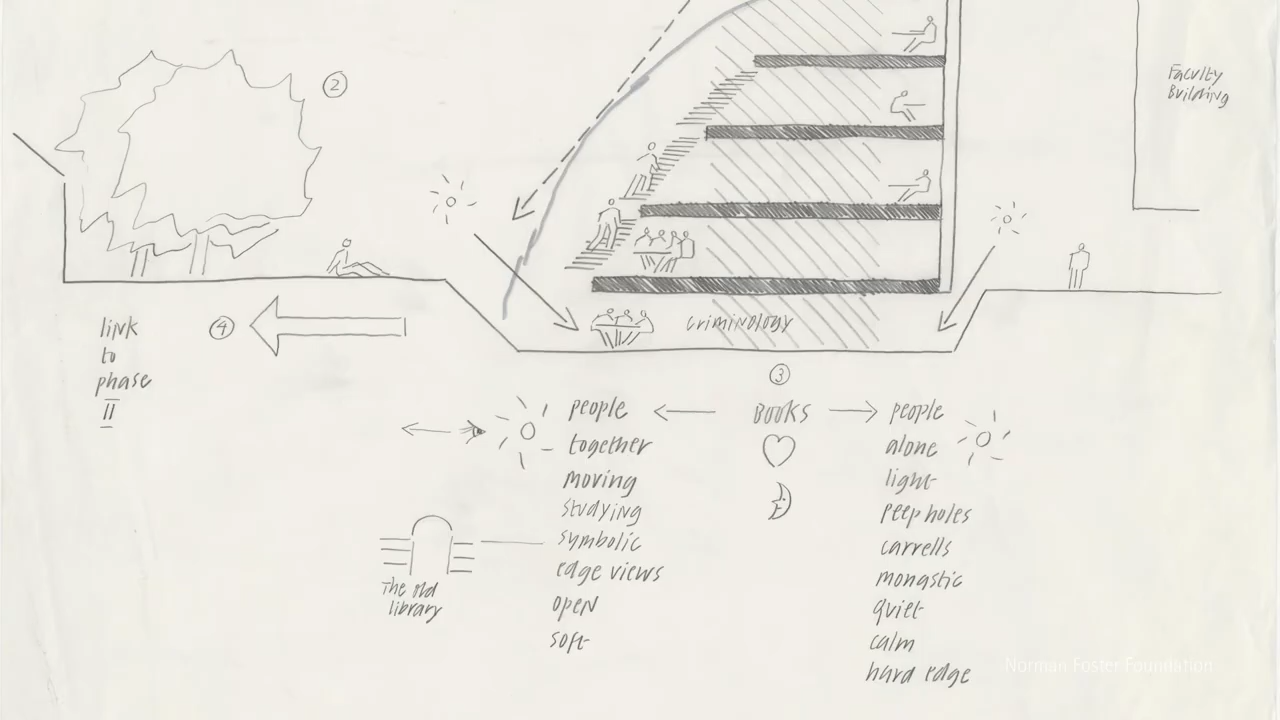 ②
Faculty
Building
Criminology
link
to
phase
II
④
③
people
together
moving
studying
symbolic
edge views
open
soft
BOOKS
people
alone
light
peep holes
carrells
monastic
quiet
calm
hard edge
The old
library
Norman Foster Foundation